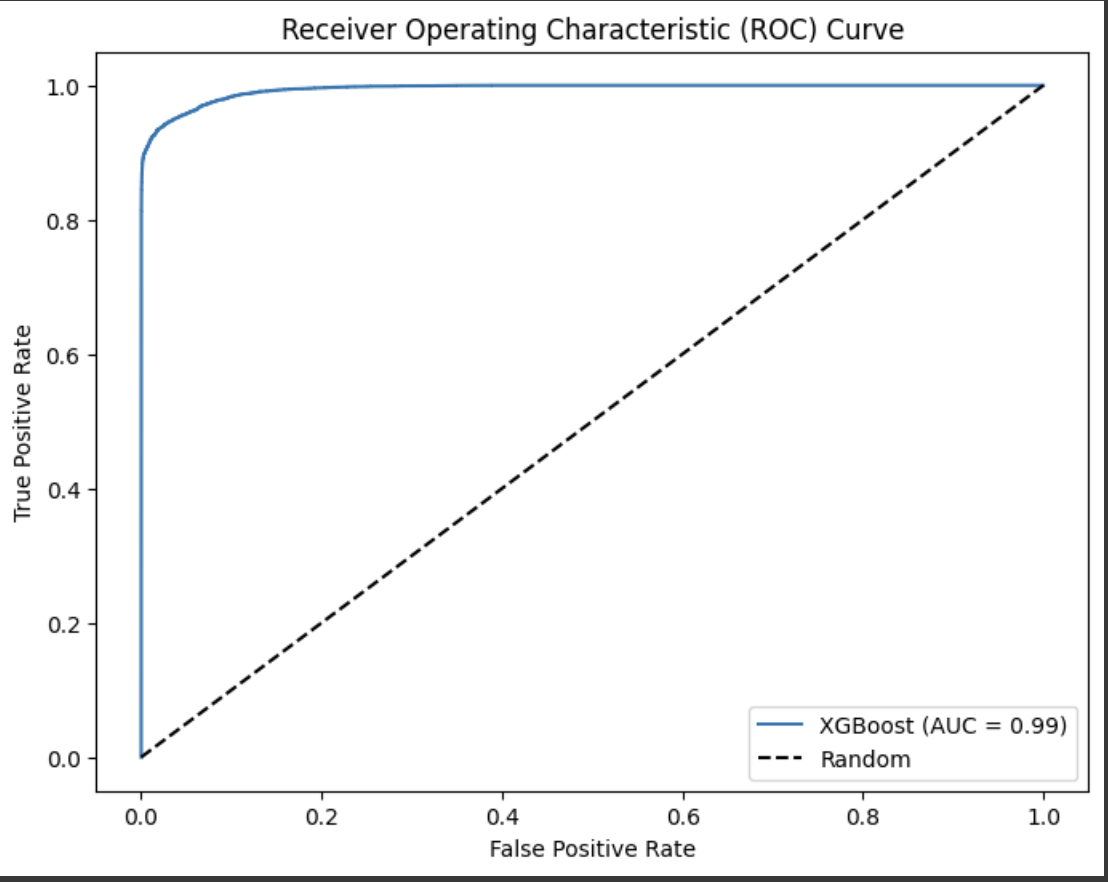 Receiver Operating Characteristic (ROC) Curve
1.0
0.8
0.6
0.4
0.2
0.0
True Positive Rate
0.0 0.2 0.4 0.6 0.8 1.0
False Positive Rate
XGBoost (AUC = 0.99)
Random